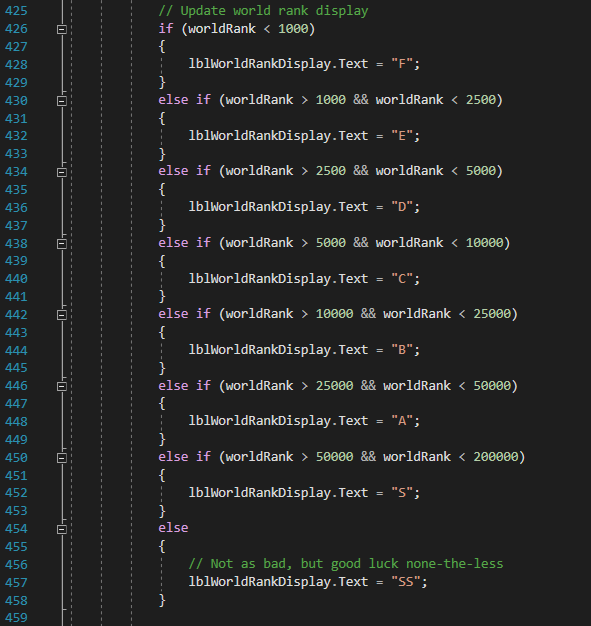 425 // Update world rank display
426 if (worldRank < 1000)
427 {
428 lblWorldRankDisplay.Text = "F";
429 }
430 else if (worldRank > 1000 && worldRank < 2500)
431 {
432 lblWorldRankDisplay.Text = "E";
433 }
434 else if (worldRank > 2500 && worldRank < 5000)
435 {
436 lblWorldRankDisplay.Text = "D";
437 }
438 else if (worldRank > 5000 && worldRank < 10000)
439 {
440 lblWorldRankDisplay.Text = "C";
441 }
442 else if (worldRank > 10000 && worldRank < 25000)
443 {
444 lblWorldRankDisplay.Text = "B";
445 }
446 else if (worldRank > 25000 && worldRank < 50000)
447 {
448 lblWorldRankDisplay.Text = "A";
449 }
450 else if (worldRank > 50000 && worldRank < 200000)
451 {
452 lblWorldRankDisplay.Text = "S";
453 }
454 else
455 {
456 // Not as bad, but good luck none-the-less
457 lblWorldRankDisplay.Text = "SS";
458 }
459